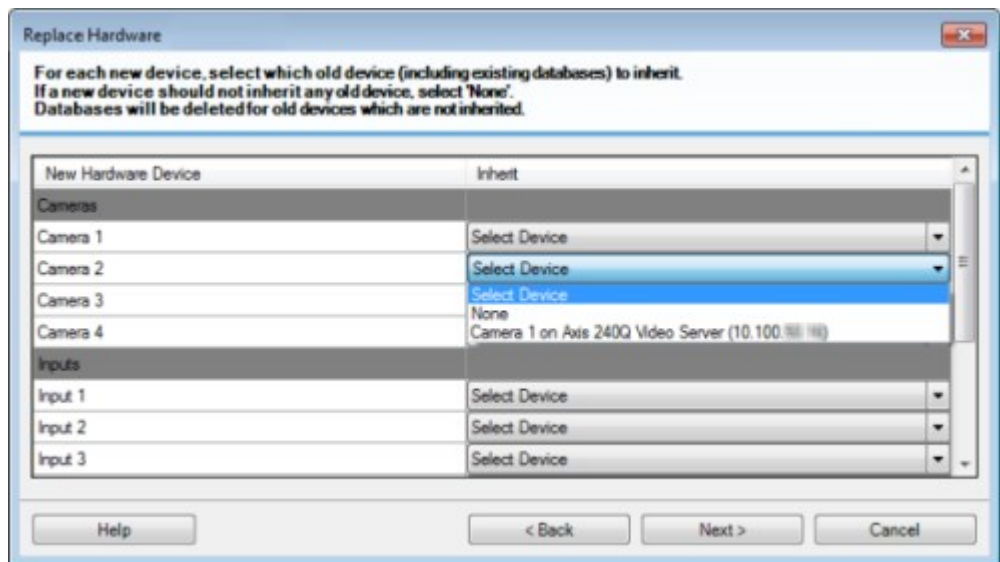 Replace Hardware
For each new device, select which old device (including existing databases) to inherit.
If a new device should not inherit any old device, select 'None'.
Databases will be deleted for old devices which are not inherited.
New Hardware Device Inherit
Cameras
Camera 1 Select Device
Camera 2 Select Device
Camera 3 Select Device
None
Camera 4 Camera 1 on Axis 240Q Video Server (10.100.
Inputs
Input 1 Select Device
Input 2 Select Device
Input 3 Select Device
Help < Back Next > Cancel